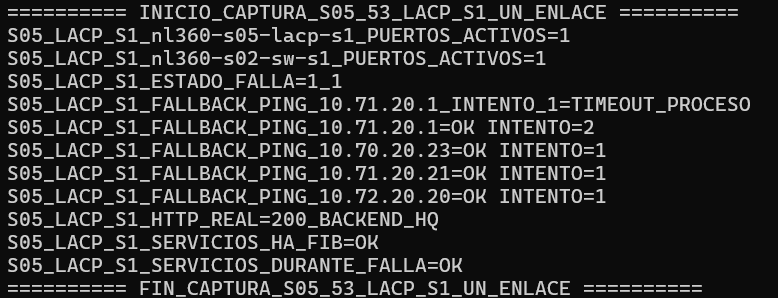 ========== INICIO_CAPTURA_S05_53_LACP_S1_UN_ENLACE ==========
S05_LACP_S1_nl360-s05-lacp-s1_PUERTOS_ACTIVOS=1
S05_LACP_S1_nl360-s02-sw-s1_PUERTOS_ACTIVOS=1
S05_LACP_S1_ESTADO_FALLA=1_1
S05_LACP_S1_FALLBACK_PING_10.71.20.1_INTENTO_1=TIMEOUT_PROCESO
S05_LACP_S1_FALLBACK_PING_10.71.20.1=OK INTENTO=2
S05_LACP_S1_FALLBACK_PING_10.70.20.23=OK INTENTO=1
S05_LACP_S1_FALLBACK_PING_10.71.20.21=OK INTENTO=1
S05_LACP_S1_FALLBACK_PING_10.72.20.20=OK INTENTO=1
S05_LACP_S1_HTTP_REAL=200_BACKEND_HQ
S05_LACP_S1_SERVICIOS_HA_FIB=OK
S05_LACP_S1_SERVICIOS_DURANTE_FALLA=OK
========== FIN_CAPTURA_S05_53_LACP_S1_UN_ENLACE ==========